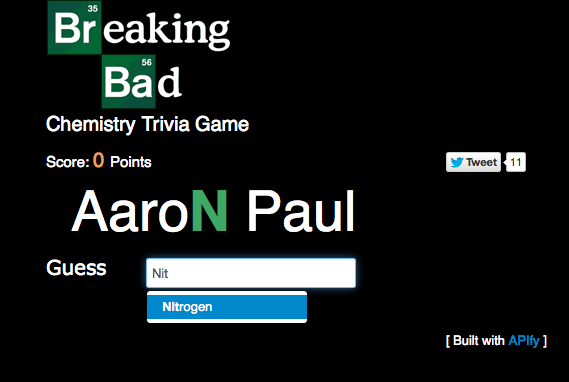 35
Breaking
56
Bad
Chemistry Trivia Game
Score: 0 Points
Tweet 11
AaroN Paul
Guess Nit
NItrogen
[ Built with APIfy ]